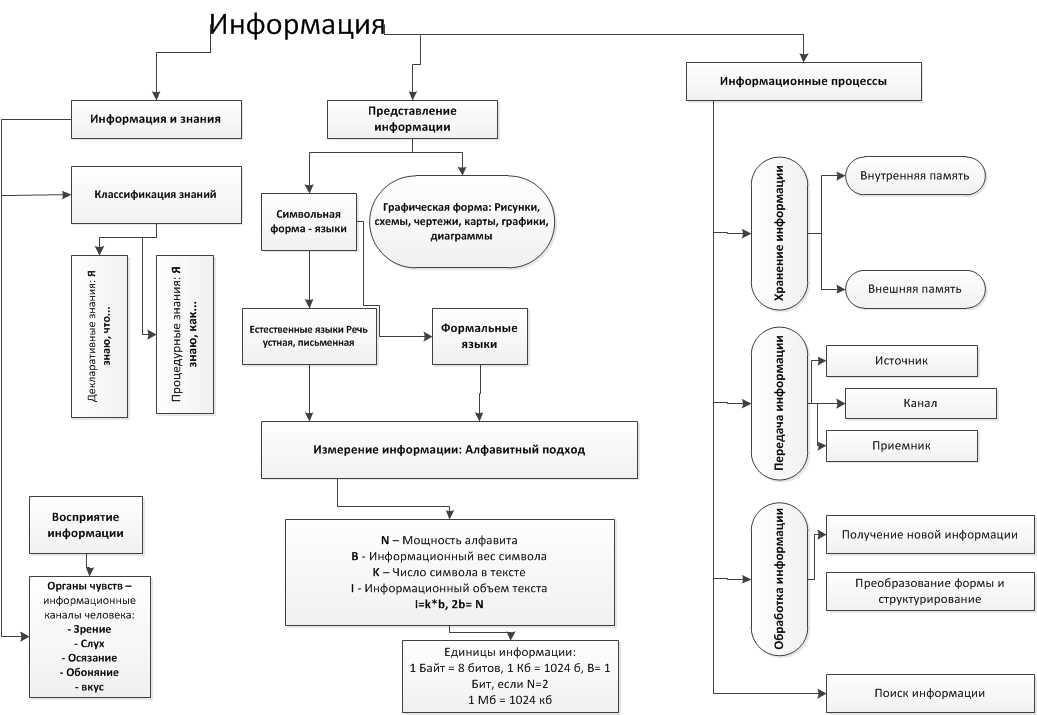 Информация
Информация и знания
Классификация знаний
Декларативные знания: Я
знаю, что...
Процедурные знания: Я
знаю, как...
Восприятие
информации
Органы чувств –
информационные
каналы человека:
- Зрение
- Слух
- Осязание
- Обоняние
- вкус
Представление
информации
Символьная
форма - языки
Графическая форма: Рисунки,
схемы, чертежи, карты, графики,
диаграммы
Естественные языки Речь
устная, письменная
Формальные
языки
Измерение информации: Алфавитный подход
N – Мощность алфавита
B - Информационный вес символа
K – Число символа в тексте
I - Информационный объем текста
I=k*b, 2b= N
Единицы информации:
1 Байт = 8 битов, 1 Кб = 1024 б, B= 1
Бит, если N=2
1 Мб = 1024 кб
Информационные процессы
Хранение информации
Внутренняя память
Внешняя память
Передача информации
Источник
Канал
Приемник
Обработка информации
Получение новой информации
Преобразование формы и
структурирование
Поиск информации